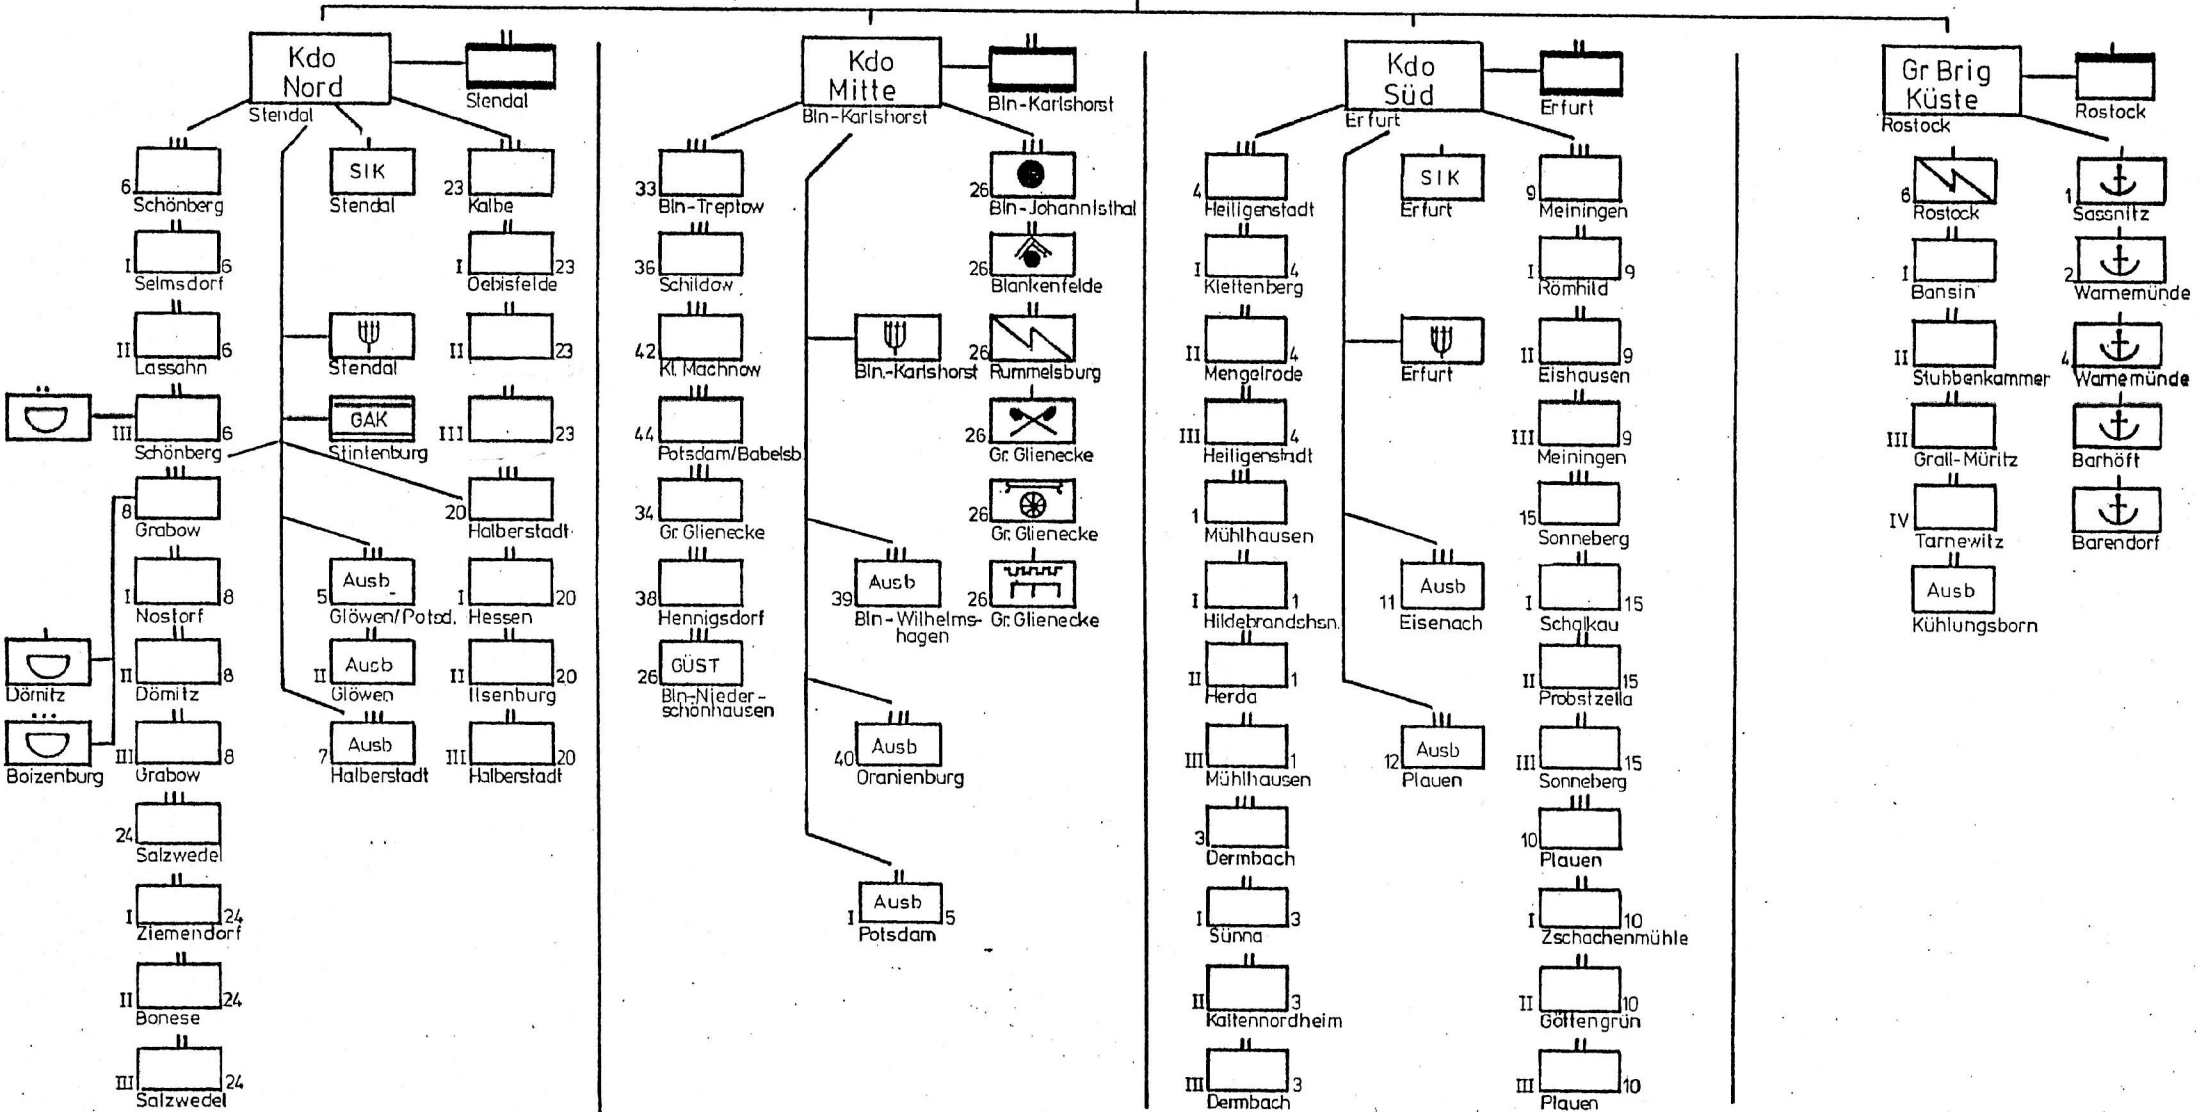 Kdo
Nord
Stendal
Stendal
6
Schönberg
I
6
Selmsdorf
II
6
Lassahn
III
6
Schönberg
8
Grabow
I
8
Nostorf
Dömitz
II
8
Dömitz
Boizenburg
III
8
Grabow
24
Salzwedel
I
24
Ziemendorf
II
24
Bonese
III
24
Salzwedel
SIK
Stendal
Stendal
GAK
Stintenburg
Ausb
5
Glöwen/Potsd.
Ausb
II
Glöwen
Ausb
7
Halberstadt
23
Kalbe
I
23
Oebisfelde
II
23
III
23
20
Halberstadt
I
20
Hessen
II
20
Ilsenburg
III
20
Halberstadt
Kdo
Mitte
Bln-Karlshorst
Bln-Karlshorst
33
Bln-Treptow
36
Schildow
42
Kl. Machnow
44
Potsdam/Babelsb.
34
Gr. Glienecke
38
Hennigsdorf
GÜST
26
Bln-Nieder-
schönhausen
Bln.-Karlshorst
Ausb
39
Bln-Wilhelms-
hagen
Ausb
40
Oranienburg
Ausb
I
5
Potsdam
26
Bln-Johannisthal
26
Blankenfelde
26
Rummelsburg
26
Gr. Glienecke
26
Gr. Glienecke
26
Gr. Glienecke
Kdo
Süd
Erfurt
Erfurt
4
Heiligenstadt
I
4
Klettenberg
II
4
Mengelrode
III
4
Heiligenstadt
1
Mühlhausen
I
1
Hildebrandshsn.
II
1
Herda
III
1
Mühlhausen
3
Dermbach
I
3
Sünna
II
3
Kaltennordheim
III
3
Dermbach
SIK
Erfurt
Erfurt
Ausb
11
Eisenach
Ausb
12
Plauen
9
Meiningen
I
9
Römhild
II
9
Eishausen
III
9
Meiningen
15
Sonneberg
I
15
Schalkau
II
15
Probstzella
III
15
Sonneberg
10
Plauen
I
10
Zschachenmühle
II
10
Göttengrün
III
10
Plauen
Gr Brig
Küste
Rostock
Rostock
6
Rostock
I
Bansin
II
Stubbenkammer
III
Grall-Müritz
IV
Tarnewitz
Ausb
Kühlungsborn
1
Sassnitz
2
Warnemünde
4
Warnemünde
Barhöft
Barendorf